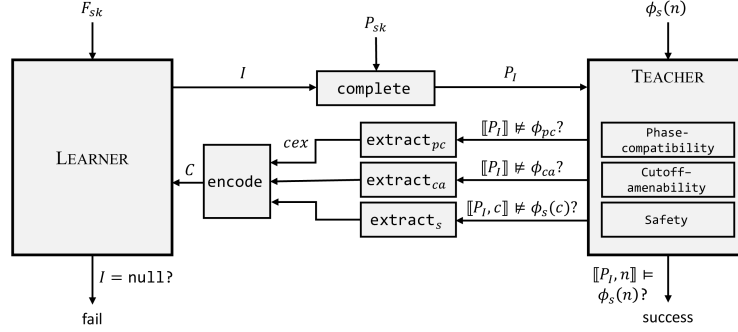 F_sk
P_sk
ϕ_s(n)
I
P_I
TEACHER
complete
LEARNER
cex
extract_pc
⟦P_I⟧ ⊭ ϕ_pc?
Phase-
compatibility
C
encode
extract_ca
⟦P_I⟧ ⊭ ϕ_ca?
Cutoff-
amenability
extract_s
⟦P_I, c⟧ ⊭ ϕ_s(c)?
Safety
I = null?
⟦P_I, n⟧ ⊨
ϕ_s(n)?
fail
success